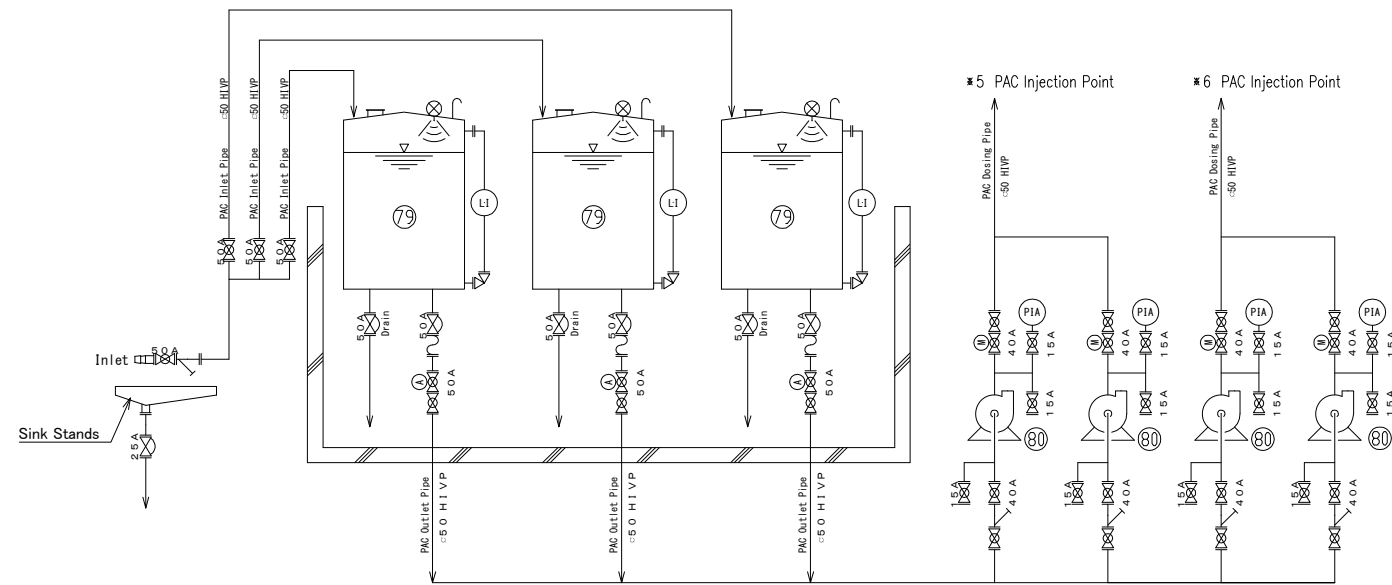 *5 PAC Injection Point
*6 PAC Injection Point
PAC Inlet Pipe □50 HIVP
PAC Inlet Pipe □50 HIVP
PAC Inlet Pipe □50 HIVP
PAC Dosing Pipe
□50 HIVP
PAC Dosing Pipe
□50 HIVP
50A
50A
50A
79
79
79
LI
LI
LI
50A
Drain
50A
Drain
50A
Drain
50A
50A
50A
A
50A
A
50A
A
50A
Inlet
50A
Sink Stands
25A
PIA
PIA
PIA
PIA
M
40A
15A
M
40A
15A
M
40A
15A
M
40A
15A
15A
15A
15A
15A
80
80
80
80
15A
40A
15A
40A
15A
40A
15A
40A
PAC Outlet Pipe
□50 HIVP
PAC Outlet Pipe
□50 HIVP
PAC Outlet Pipe
□50 HIVP